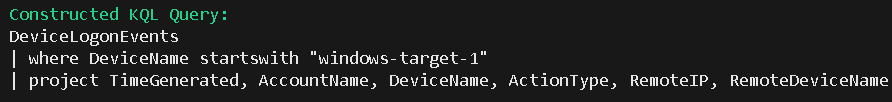 Constructed KQL Query:
DeviceLogonEvents
| where DeviceName startswith "windows-target-1"
| project TimeGenerated, AccountName, DeviceName, ActionType, RemoteIP, RemoteDeviceName